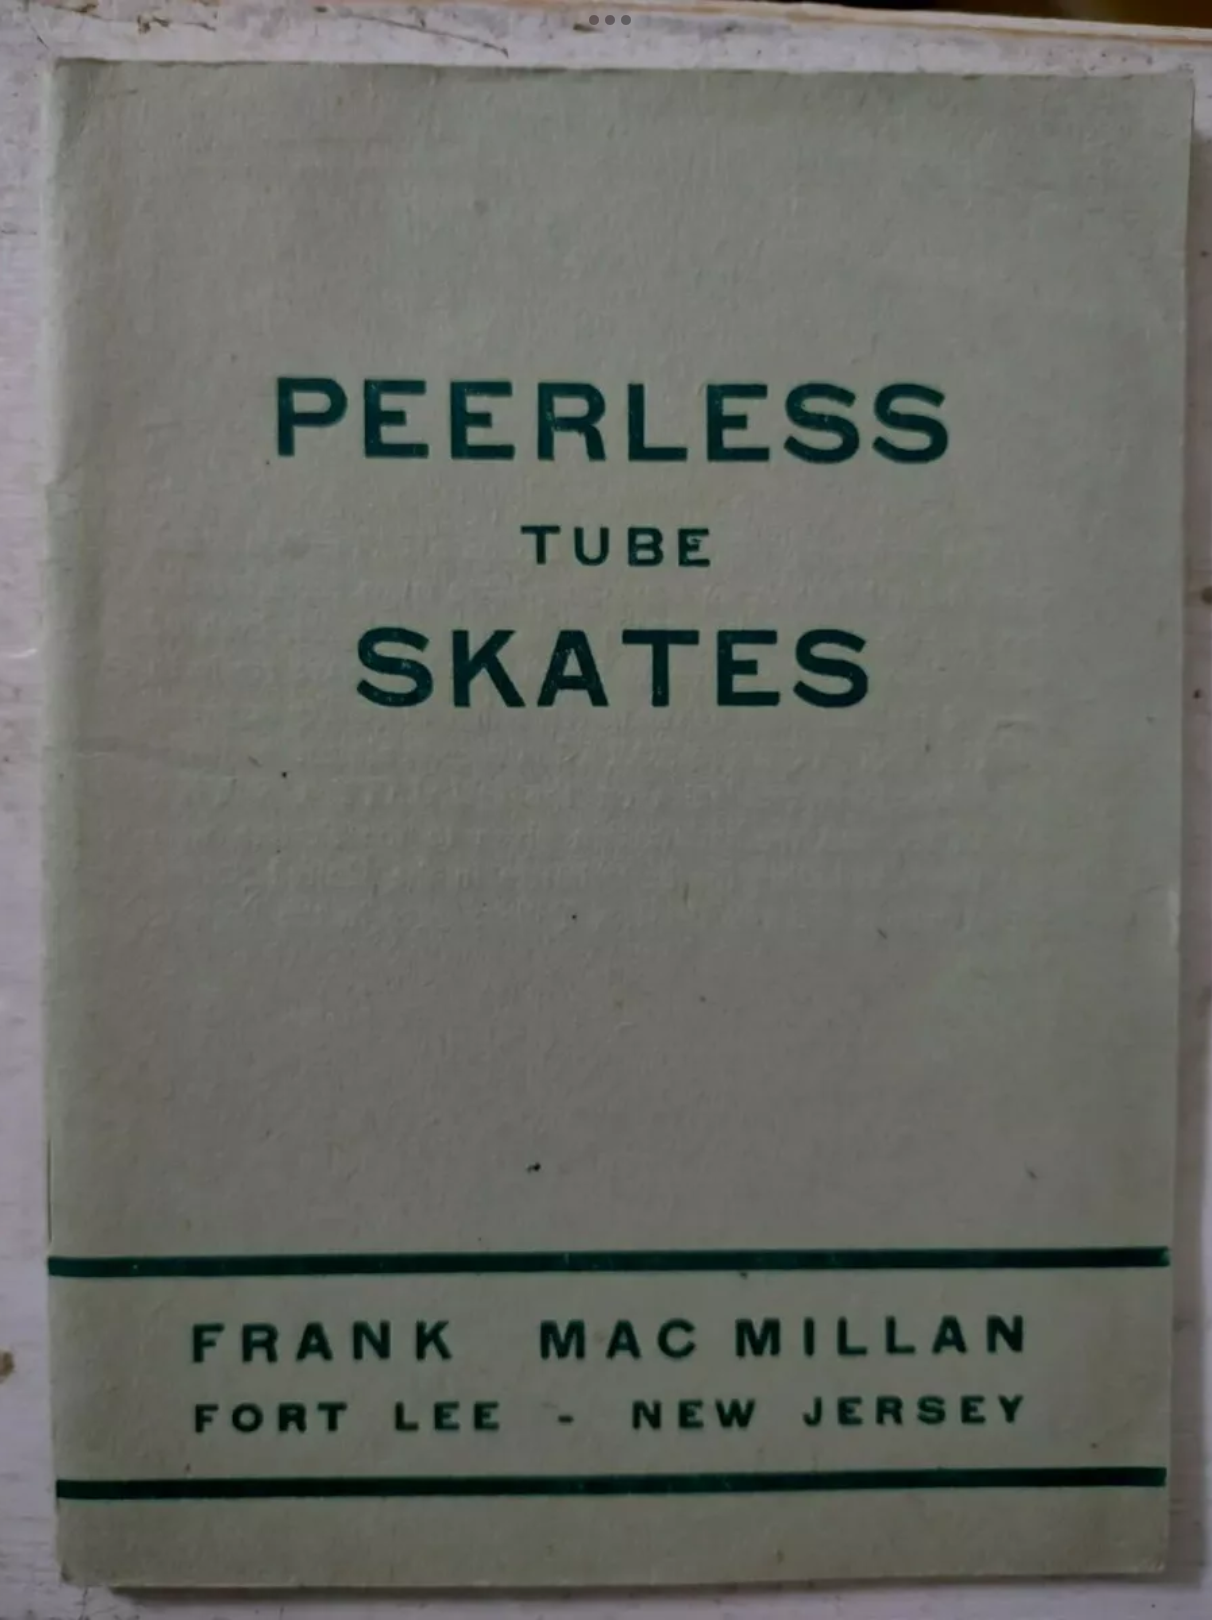 PEERLESS
TUBE
SKATES
FRANK MAC MILLAN
FORT LEE - NEW JERSEY